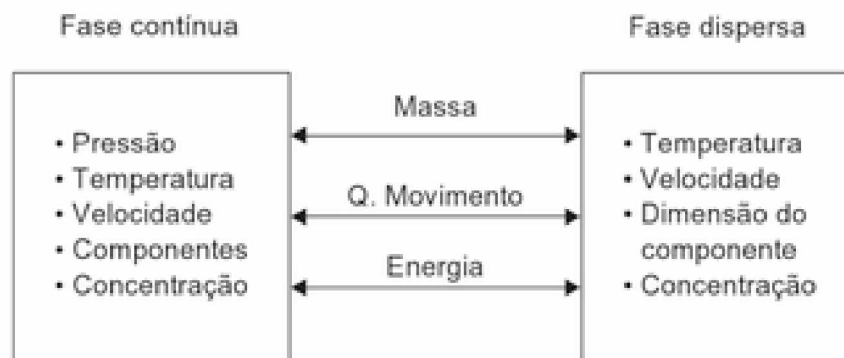 Fase contínua
Fase dispersa
• Pressão
• Temperatura
• Velocidade
• Componentes
• Concentração
Massa
Q. Movimento
Energia
• Temperatura
• Velocidade
• Dimensão do
componente
• Concentração